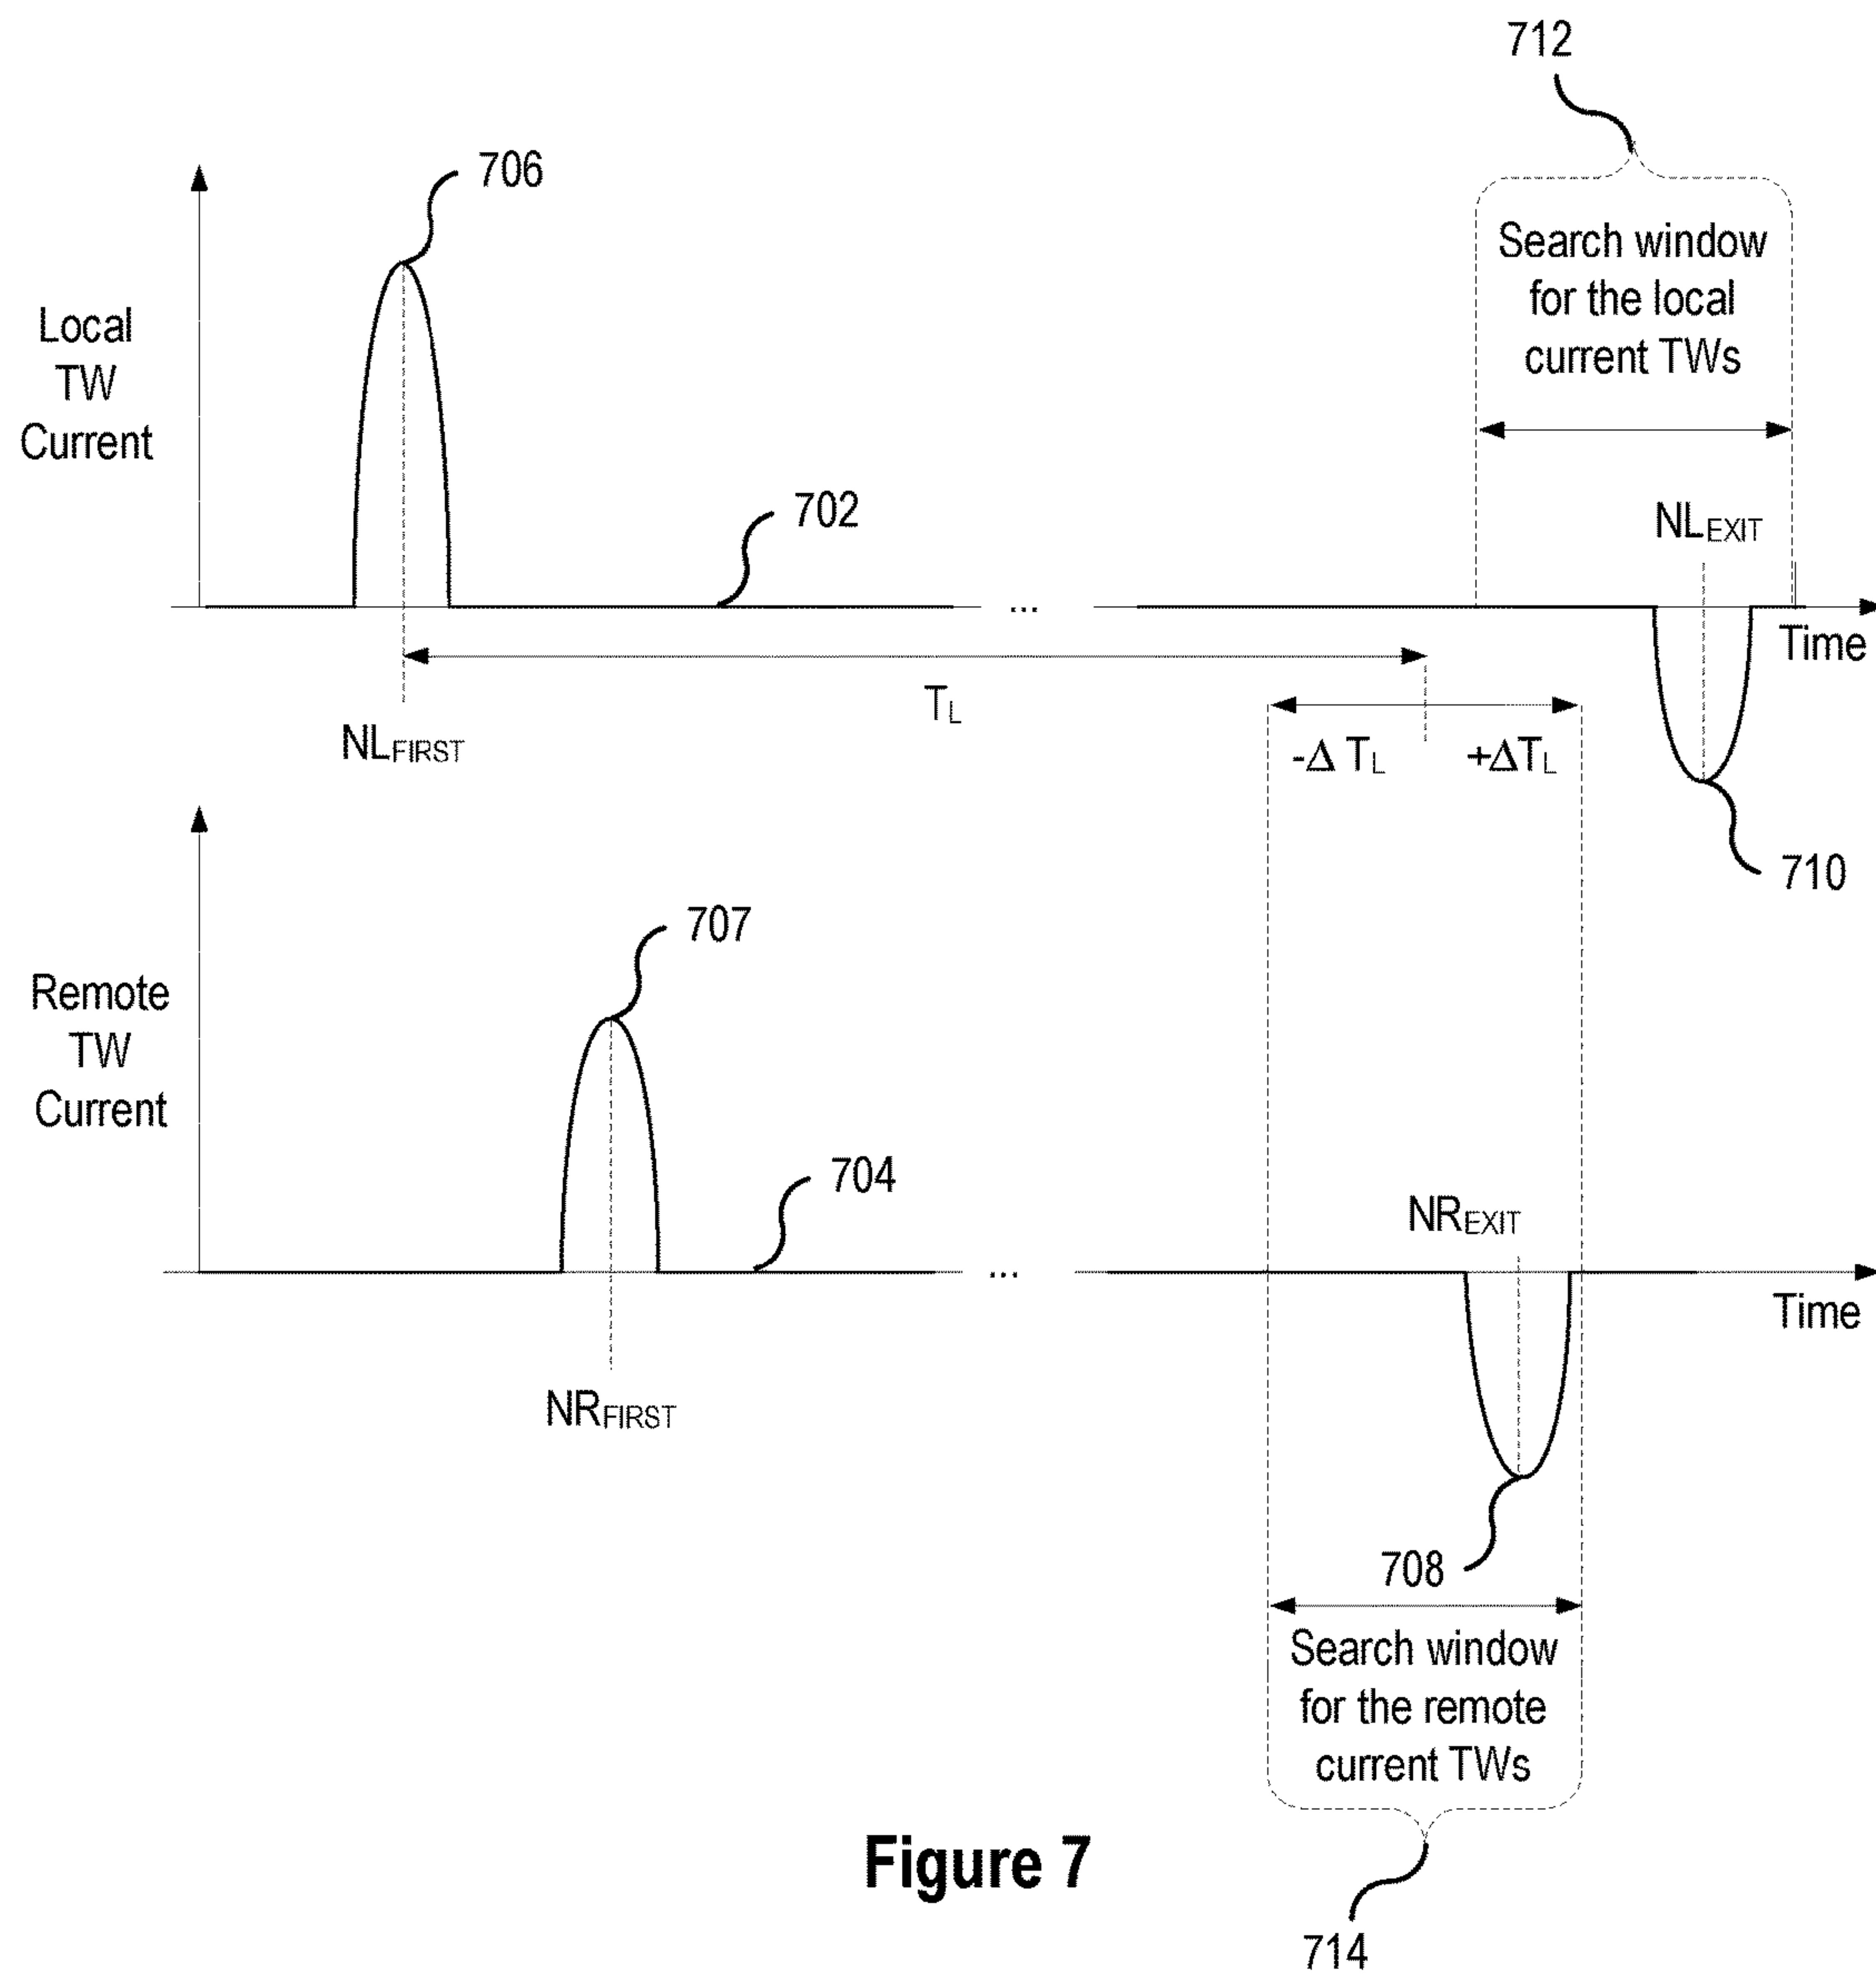 712
706
Search window
for the local
current TWs
Local
TW
Current
702
NLEXIT
...
Time
TL
NLFIRST
-Δ TL
+ΔTL
710
707
Remote
TW
Current
704
NREXIT
...
Time
NRFIRST
708
Search window
for the remote
current TWs
Figure 7
714